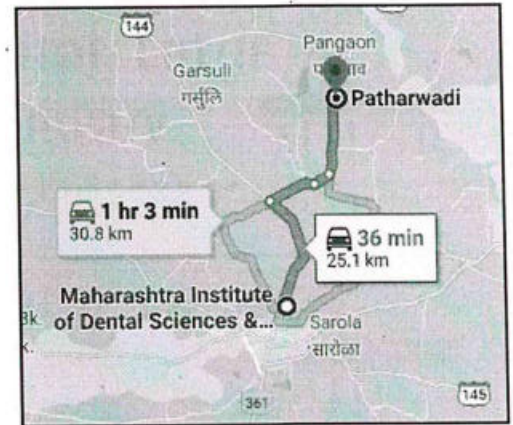 144
Pangaon
Garsuli
गर्सुलि
Patharwadi
1 hr 3 min
30.8 km
36 min
25.1 km
Maharashtra Institute
of Dental Sciences &...
Sarola
सारोळा
361
145